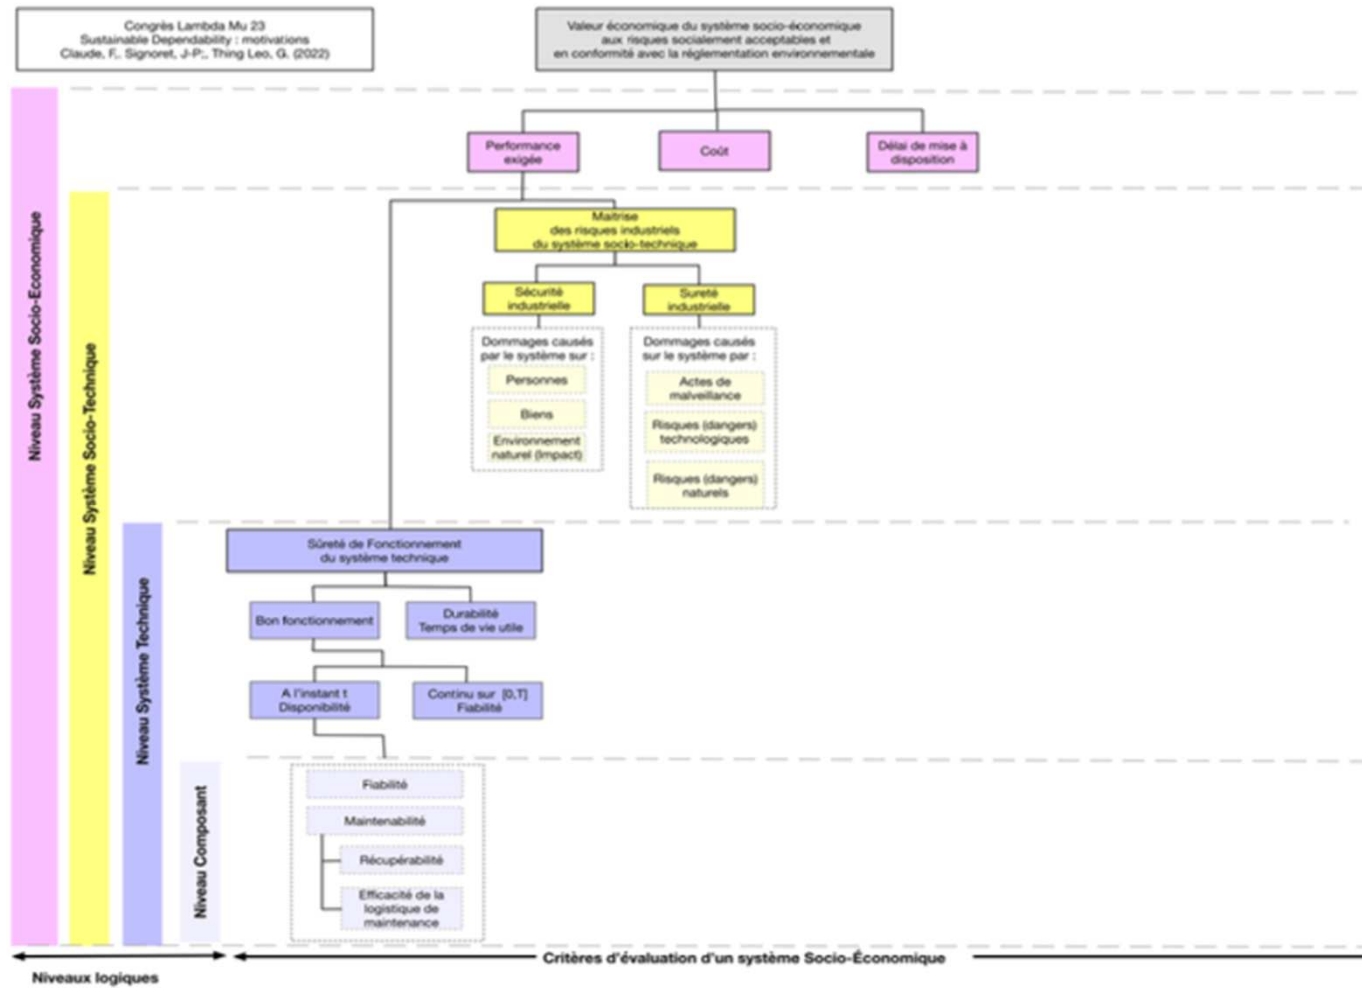 Congrès Lambda Mu 23
Sustainable Dependability : motivations
Claude, F,. Signoret, J-P:,. Thing Leo, G. (2022)
Valeur économique du système socio-économique
aux risques socialement acceptables et
en conformité avec la réglementation environnementale
Performance
exigée
Coût
Délai de mise à
disposition
Maitrise
des risques industriels
du système socio-technique
Sécurité
industrielle
Sureté
industrielle
Dommages causés
par le système sur :
Personnes
Biens
Environnement
naturel (Impact)
Dommages causés
sur le système par :
Actes de
malveillance
Risques (dangers)
technologiques
Risques (dangers)
naturels
Sûreté de Fonctionnement
du système technique
Bon fonctionnement
Durabilité
Temps de vie utile
A l'instant t
Disponibilité
Continu sur [0,T]
Fiabilité
Fiabilité
Maintenabilité
Récupérabilité
Efficacité de la
logistique de
maintenance
Niveau Système Socio-Economique
Niveau Système Socio-Technique
Niveau Système Technique
Niveau Composant
Niveaux logiques
Critères d'évaluation d'un système Socio-Économique